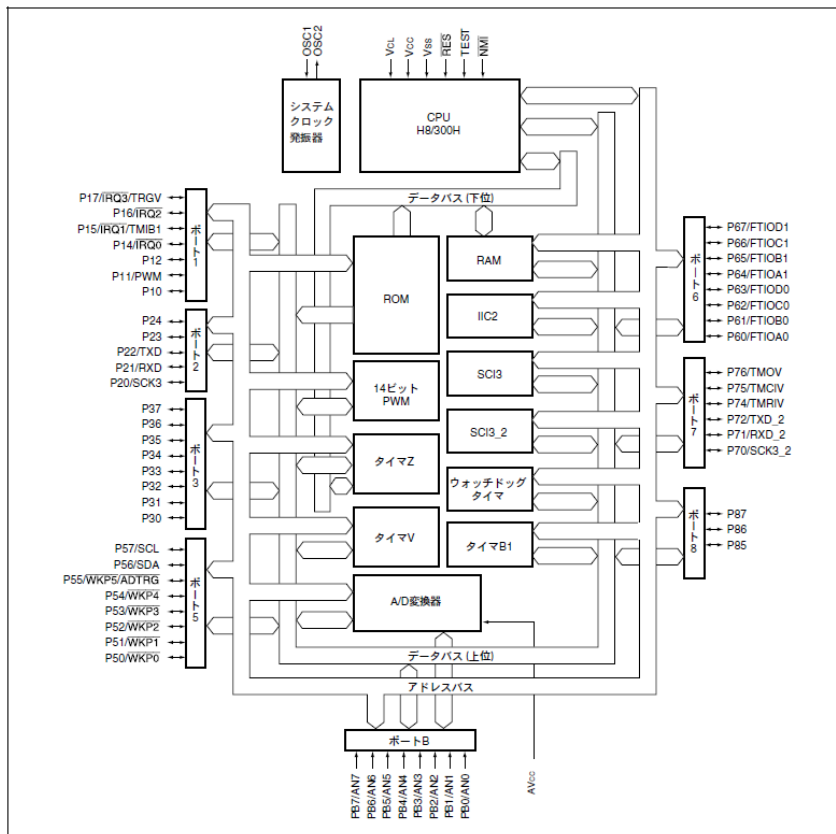 OSC1
OSC2
VCL
VCC
VSS
RES
TEST
NMI
システム
クロック
発振器
CPU
H8/300H
データバス (下位)
P17/IRQ3/TRGV
P16/IRQ2
P15/IRQ1/TMIB1
P14/IRQ0
P12
P11/PWM
P10
ポート1
P24
P23
P22/TXD
P21/RXD
P20/SCK3
ポート2
P37
P36
P35
P34
P33
P32
P31
P30
ポート3
P57/SCL
P56/SDA
P55/WKP5/ADTRG
P54/WKP4
P53/WKP3
P52/WKP2
P51/WKP1
P50/WKP0
ポート5
ROM
RAM
IIC2
14ビット
PWM
SCI3
SCI3_2
タイマZ
ウォッチドッグ
タイマ
タイマV
タイマB1
A/D変換器
ポート6
P67/FTIOD1
P66/FTIOC1
P65/FTIOB1
P64/FTIOA1
P63/FTIOD0
P62/FTIOC0
P61/FTIOB0
P60/FTIOA0
ポート7
P76/TMOV
P75/TMCIV
P74/TMRIV
P72/TXD_2
P71/RXD_2
P70/SCK3_2
ポート8
P87
P86
P85
データバス (上位)
アドレスバス
ポートB
PB7/AN7
PB6/AN6
PB5/AN5
PB4/AN4
PB3/AN3
PB2/AN2
PB1/AN1
PB0/AN0
AVCC